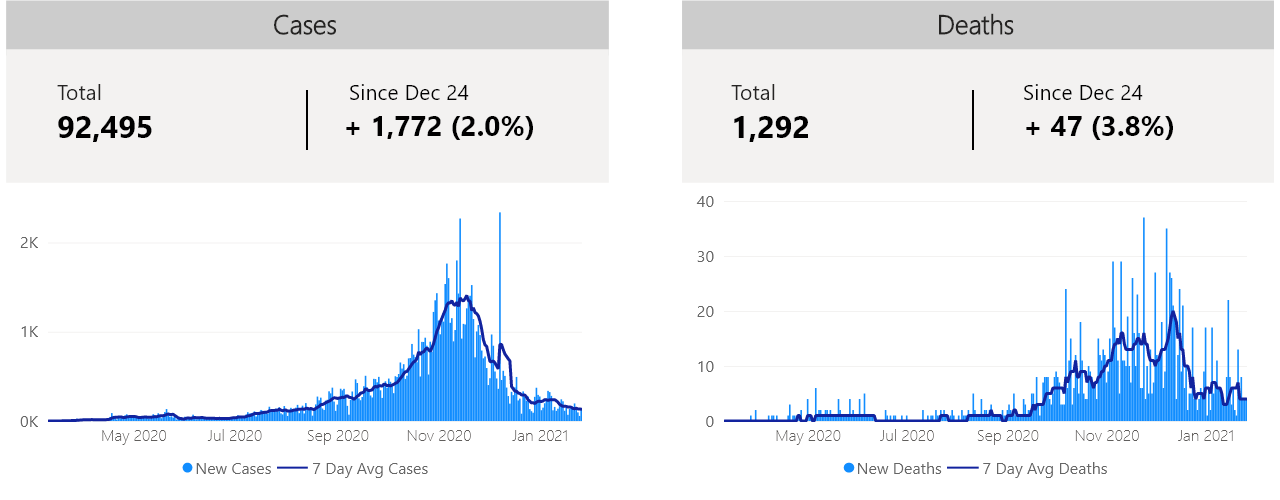 Cases
Total
Since Dec 24
92,495
+ 1,772 (2.0%)
2K
1K
0K
May 2020
Jul 2020
Sep 2020
Nov 2020
Jan 2021
New Cases
7 Day Avg Cases
Deaths
Total
Since Dec 24
1,292
+ 47 (3.8%)
40
30
20
10
0
May 2020
Jul 2020
Sep 2020
Nov 2020
Jan 2021
New Deaths
7 Day Avg Deaths